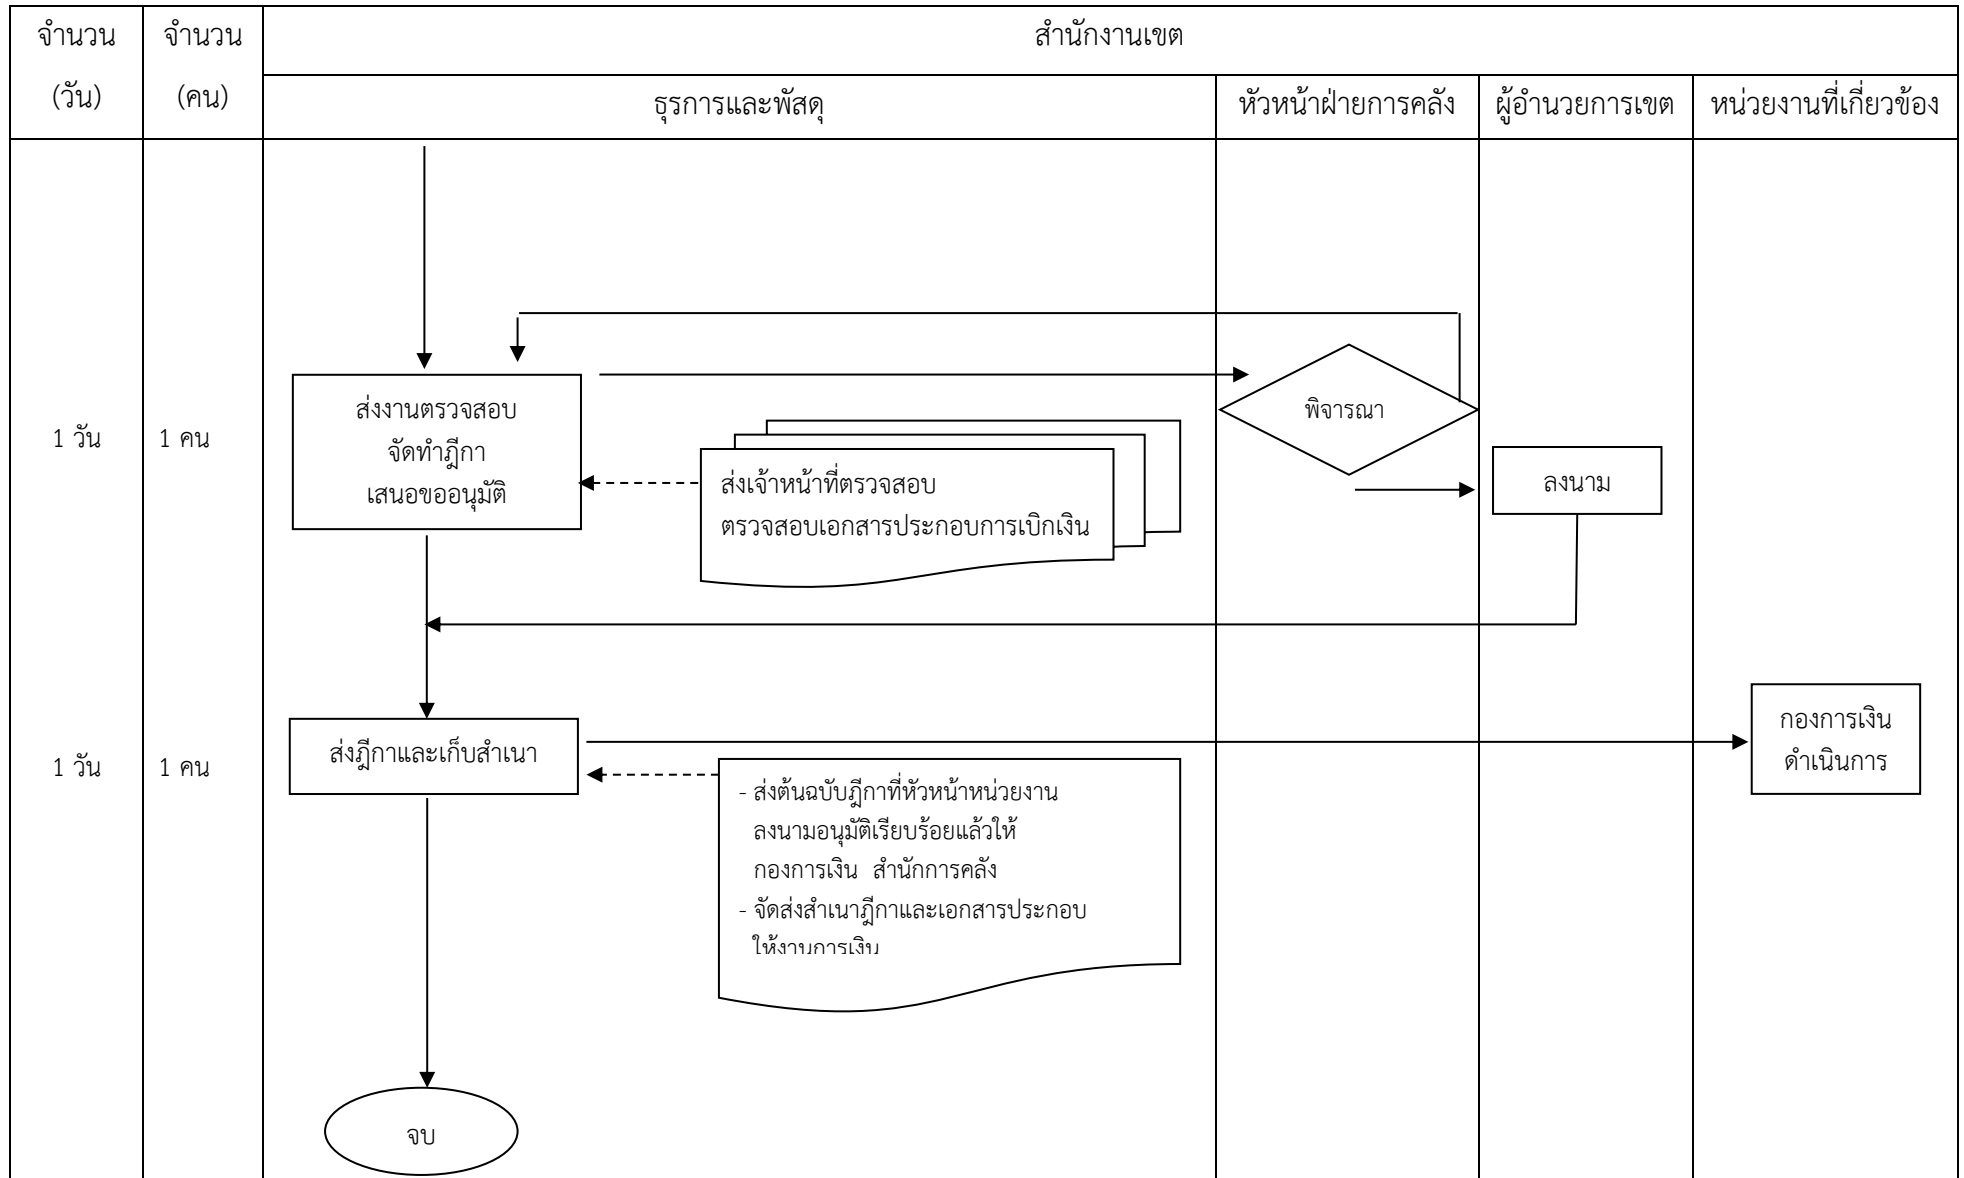 จำนวน
(วัน)
จำนวน
(คน)
สำนักงานเขต
ธุรการและพัสดุ
หัวหน้าฝ่ายการคลัง
ผู้อำนวยการเขต
หน่วยงานที่เกี่ยวข้อง
1 วัน
1 คน
ส่งงานตรวจสอบ
จัดทำฎีกา
เสนอขออนุมัติ
ส่งเจ้าหน้าที่ตรวจสอบ
ตรวจสอบเอกสารประกอบการเบิกเงิน
พิจารณา
ลงนาม
1 วัน
1 คน
ส่งฎีกาและเก็บสำเนา
- ส่งต้นฉบับฎีกาที่หัวหน้าหน่วยงาน
ลงนามอนุมัติเรียบร้อยแล้วให้
กองการเงิน สำนักการคลัง
- จัดส่งสำเนาฎีกาและเอกสารประกอบ
ให้งานการเงิน
กองการเงิน
ดำเนินการ
จบ